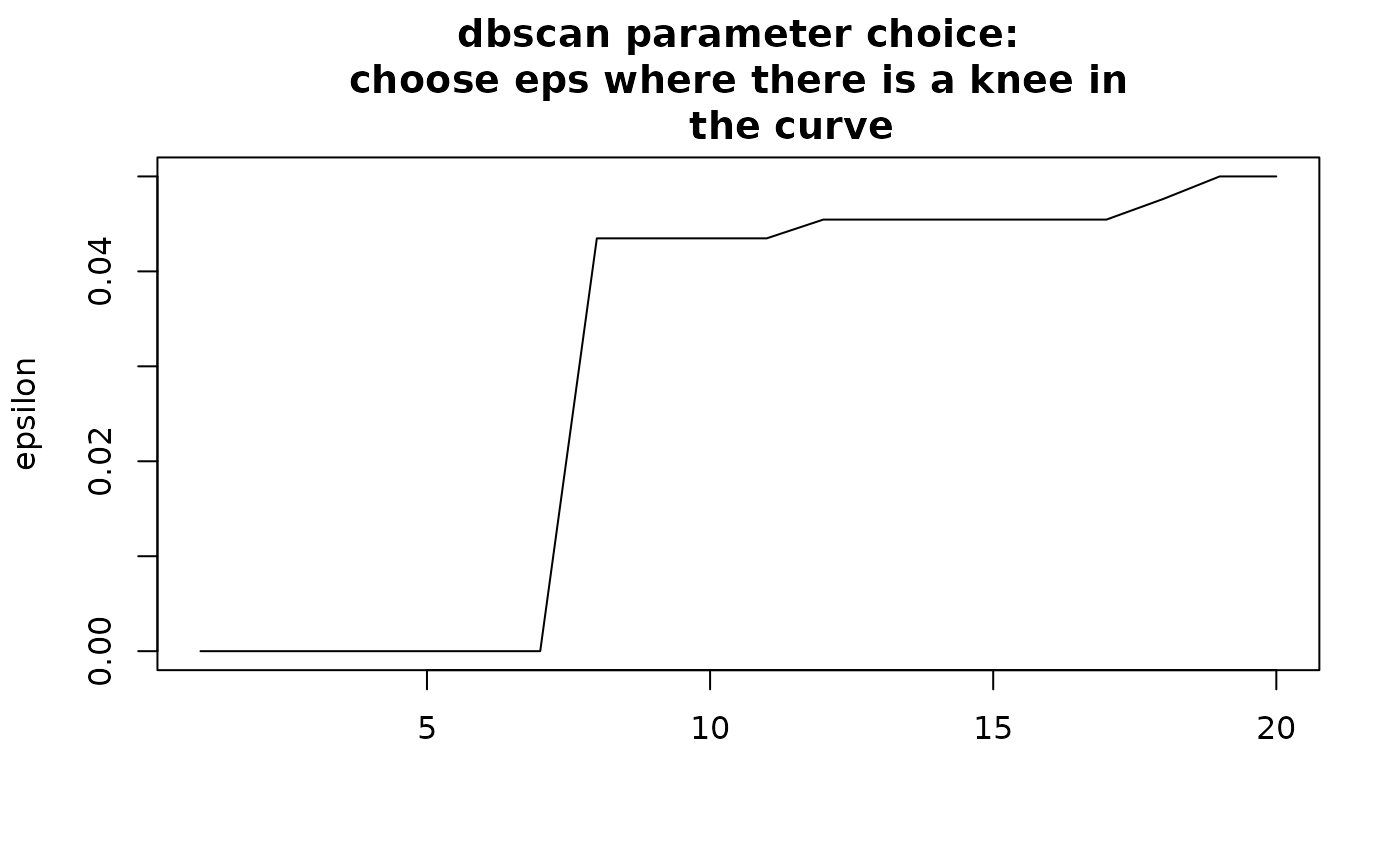 dbscan parameter choice:
choose eps where there is a knee in
the curve
epsilon
0.04
0.02
0.00
5
10
15
20